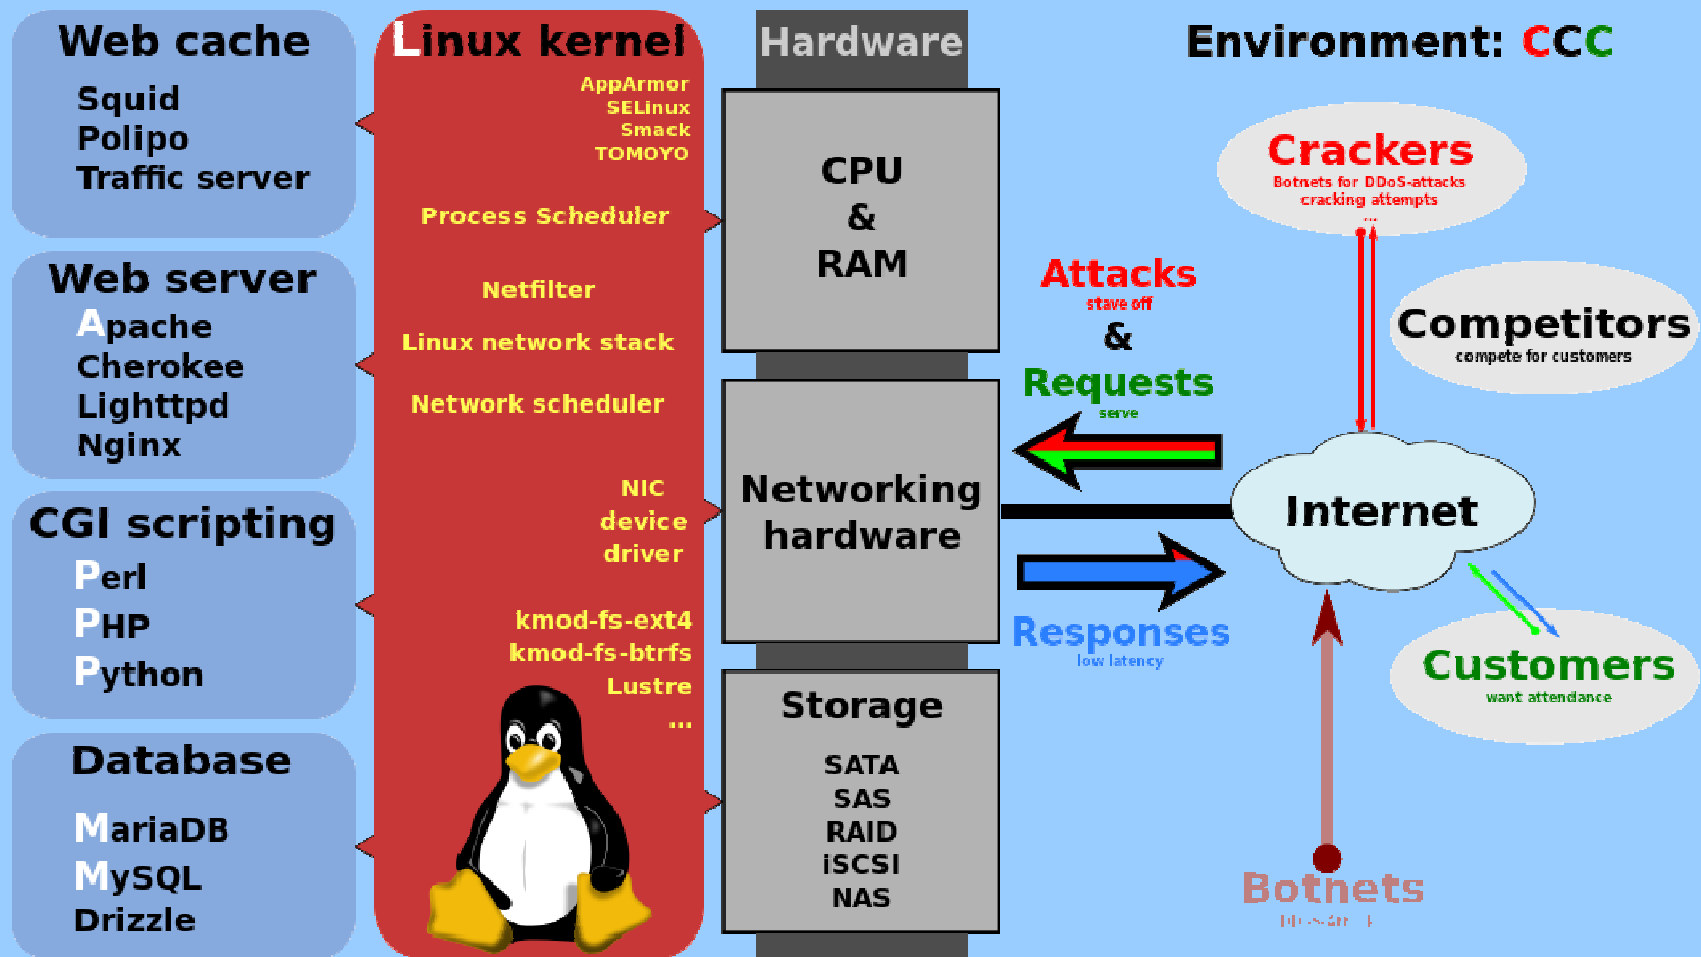 Web cache
Squid
Polipo
Traffic server
Web server
Apache
Cherokee
Lighttpd
Nginx
CGI scripting
Perl
PHP
Python
Database
MariaDB
MySQL
Drizzle
Linux kernel
AppArmor
SELinux
Smack
TOMOYO
Process Scheduler
Netfilter
Linux network stack
Network scheduler
NIC
device
driver
kmod-fs-ext4
kmod-fs-btrfs
Lustre
...
Hardware
CPU
&
RAM
Networking
hardware
Storage
SATA
SAS
RAID
iSCSI
NAS
Environment: CCC
Crackers
Botnets for DDoS-attacks
cracking attempts
...
Competitors
compete for customers
Attacks
stave off
&
Requests
serve
Internet
Responses
low latency
Customers
want attendance
Botnets